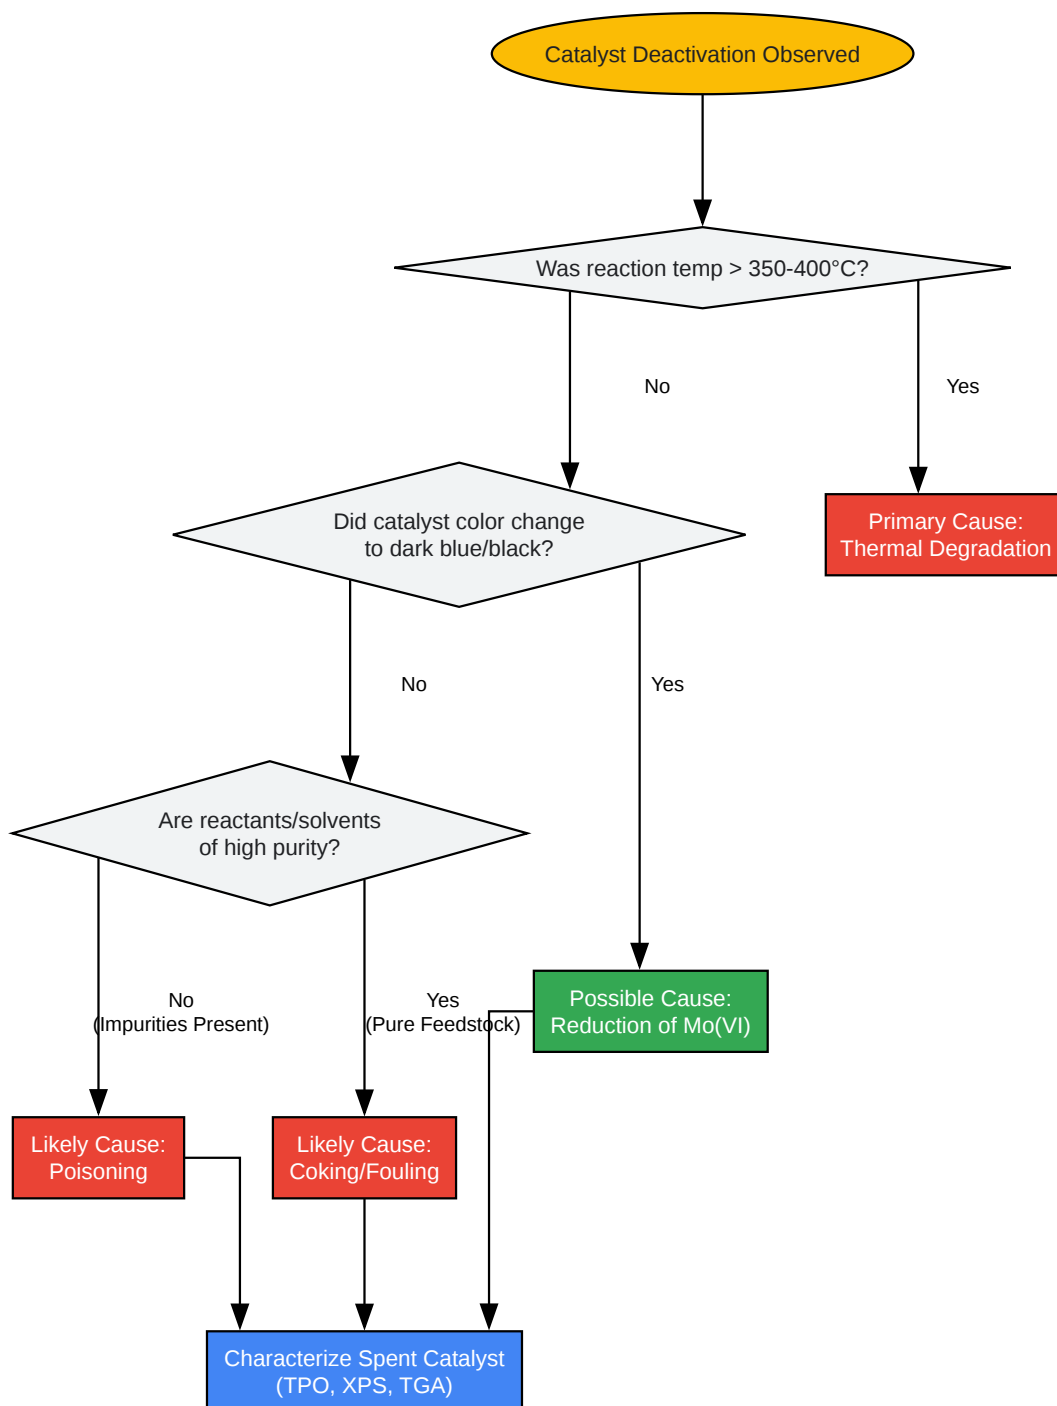 Catalyst Deactivation Observed
Was reaction temp > 350-400°C?
No
Yes
Did catalyst color change
to dark blue/black?
Primary Cause:
Thermal Degradation
No
Yes
Are reactants/solvents
of high purity?
No
(Impurities Present)
Yes
(Pure Feedstock)
Possible Cause:
Reduction of Mo(VI)
Likely Cause:
Poisoning
Likely Cause:
Coking/Fouling
Characterize Spent Catalyst
(TPO, XPS, TGA)